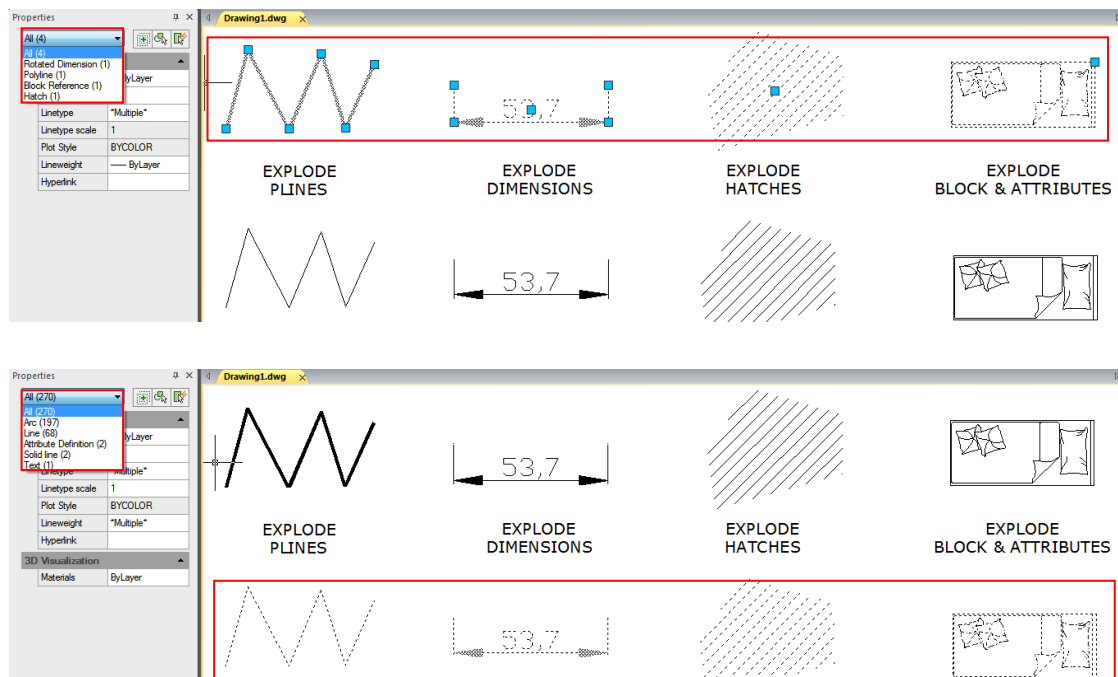 Properties
Drawing1.dwg
All (4)
All (4)
Rotated Dimension (1)
Polyline (1)
Block Reference (1)
Hatch (1)
yLayer
Linetype *Multiple*
Linetype scale 1
Plot Style BYCOLOR
Lineweight ByLayer
Hyperlink
53,7
EXPLODE
PLINES
EXPLODE
DIMENSIONS
EXPLODE
HATCHES
EXPLODE
BLOCK & ATTRIBUTES
53,7
Properties
Drawing1.dwg
All (270)
All (270)
Arc (197)
Line (68)
Attribute Definition (2)
Solid line (2)
Text (1)
yLayer
Linetype *Multiple*
Linetype scale 1
Plot Style BYCOLOR
Lineweight *Multiple*
Hyperlink
3D Visualization
Materials ByLayer
53,7
EXPLODE
PLINES
EXPLODE
DIMENSIONS
EXPLODE
HATCHES
EXPLODE
BLOCK & ATTRIBUTES
53,7